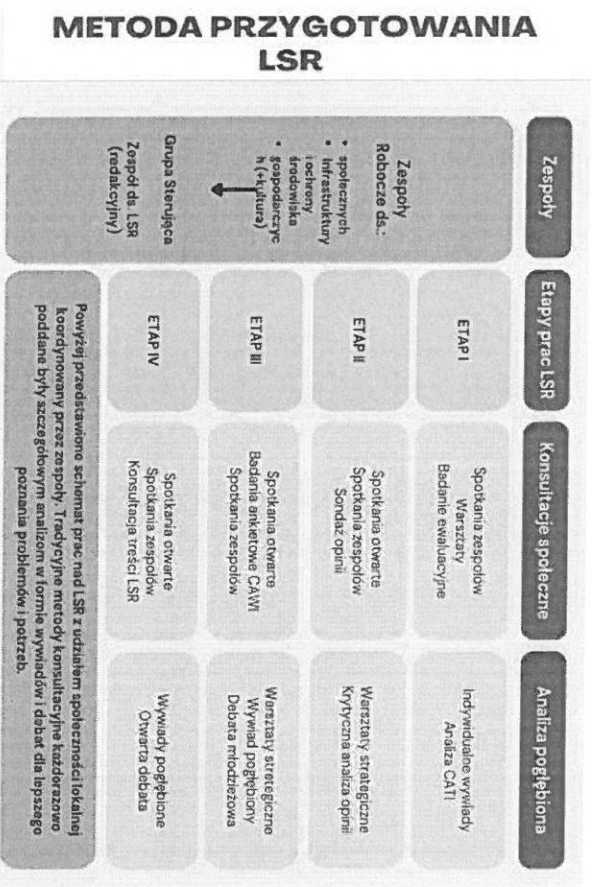 METODA PRZYGOTOWANIA
LSR
Zespoły
Etapy prac LSR
Konsultacje społeczne
Analiza pogłębiona
Zespoły
Robocze ds.:
• społecznych
• Infrastruktury
i ochrony
środowiska
• gospodarczyc
h (+kultura)
Grupa Sterująca
Zespół ds. LSR
(redakcyjny)
ETAP I
Spotkania zespołów
Warsztaty
Badanie ewaluacyjne
Indywidualne wywiady
Analiza CATI
ETAP II
Spotkania otwarte
Spotkania zespołów
Sondaż opinii
Warsztaty strategiczne
Krytyczna analiza opinii
ETAP III
Spotkania otwarte
Badania ankietowe CAWI
Spotkania zespołów
Warsztaty strategiczne
Wywiad pogłębiony
Debata młodzieżowa
ETAP IV
Spotkania otwarte
Spotkania zespołów
Konsultacja treści LSR
Wywiady pogłębione
Otwarta debata
Powyżej przedstawiono schemat prac nad LSR z udziałem społeczności lokalnej
koordynowany przez zespoły. Tradycyjne metody konsultacyjne każdorazowo
poddane były szczegółowym analizom w formie wywiadów i debat dla lepszego
poznania problemów i potrzeb.